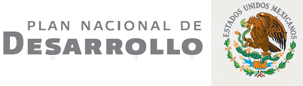 PLAN NACIONAL DE
DESARROLLO
ESTADOS UNIDOS MEXICANOS